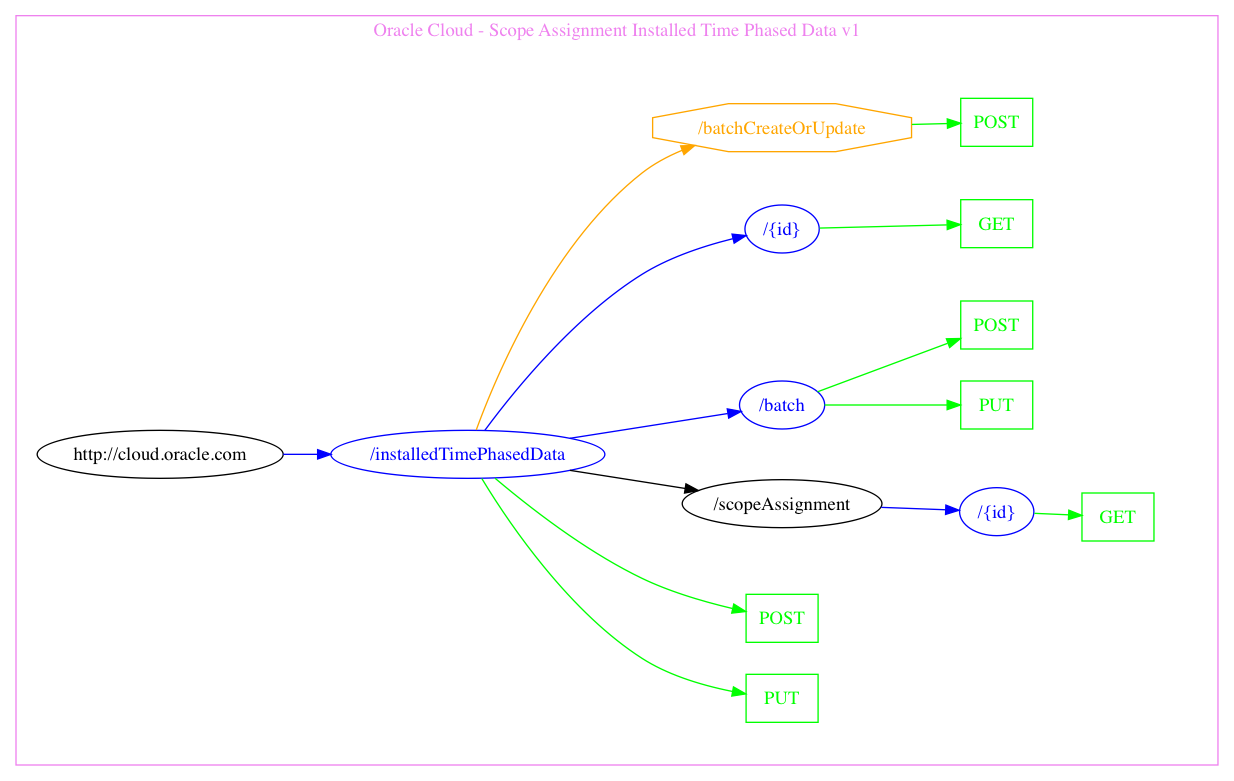 Oracle Cloud - Scope Assignment Installed Time Phased Data v1
/batchCreateOrUpdate
POST
/{id}
GET
POST
/batch
PUT
http://cloud.oracle.com
/installedTimePhasedData
/scopeAssignment
/{id}
GET
POST
PUT